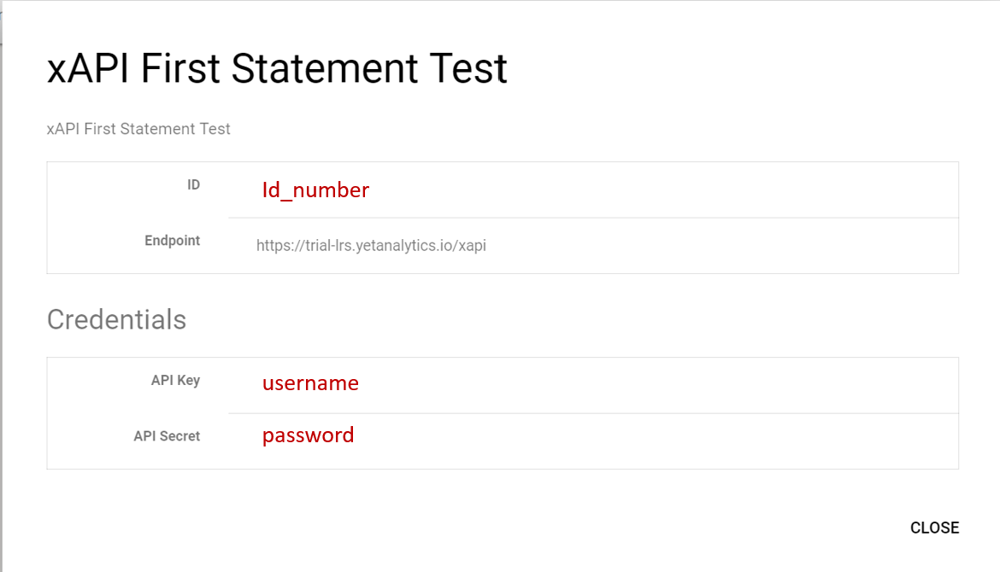 xAPI First Statement Test
xAPI First Statement Test
ID Id_number
Endpoint https://trial-lrs.yetanalytics.io/xapi
Credentials
API Key username
API Secret password
CLOSE